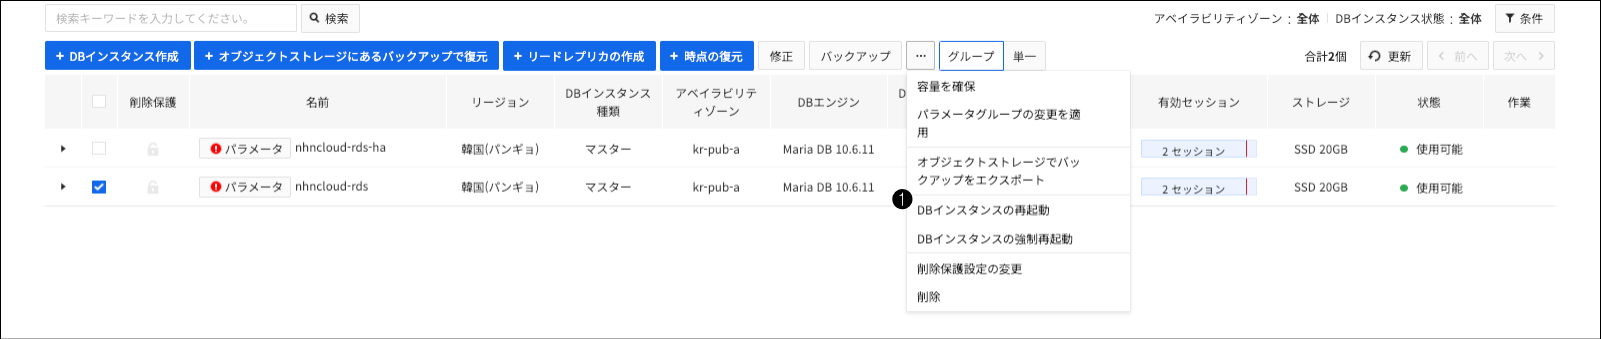 検索キーワードを入力してください。 検索 アベイラビリティゾーン : 全体 DBインスタンス状態 : 全体 条件
+ DBインスタンス作成 + オブジェクトストレージにあるバックアップで復元 + リードレプリカの作成 + 時点の復元 修正 バックアップ ... グループ 単一 合計2個 更新 < 前へ 次へ >
削除保護 名前 リージョン DBインスタンス 種類 アベイラビリティ ゾーン DBエンジン D 有効セッション ストレージ 状態 作業
パラメータ nhncloud-rds-ha 韓国(パンギョ) マスター kr-pub-a Maria DB 10.6.11 2 セッション SSD 20GB 使用可能
パラメータ nhncloud-rds 韓国(パンギョ) マスター kr-pub-a Maria DB 10.6.11 2 セッション SSD 20GB 使用可能
容量を確保
パラメータグループの変更を適
用
オブジェクトストレージでバッ
クアップをエクスポート
1
DBインスタンスの再起動
DBインスタンスの強制再起動
削除保護設定の変更
削除